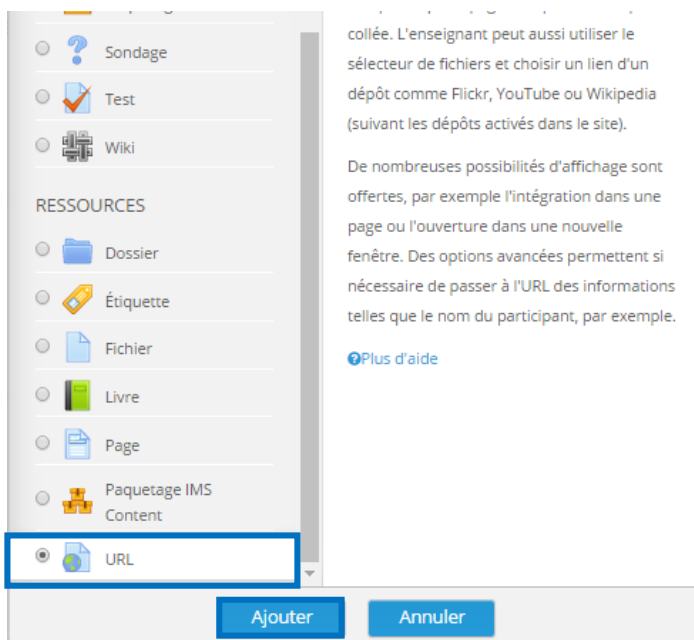 Sondage
Test
Wiki
RESSOURCES
Dossier
Étiquette
Fichier
Livre
Page
Paquetage IMS
Content
URL
collée. L'enseignant peut aussi utiliser le
sélecteur de fichiers et choisir un lien d'un
dépôt comme Flickr, YouTube ou Wikipedia
(suivant les dépôts activés dans le site).
De nombreuses possibilités d'affichage sont
offertes, par exemple l'intégration dans une
page ou l'ouverture dans une nouvelle
fenêtre. Des options avancées permettent si
nécessaire de passer à l'URL des informations
telles que le nom du participant, par exemple.
Plus d'aide
Ajouter
Annuler